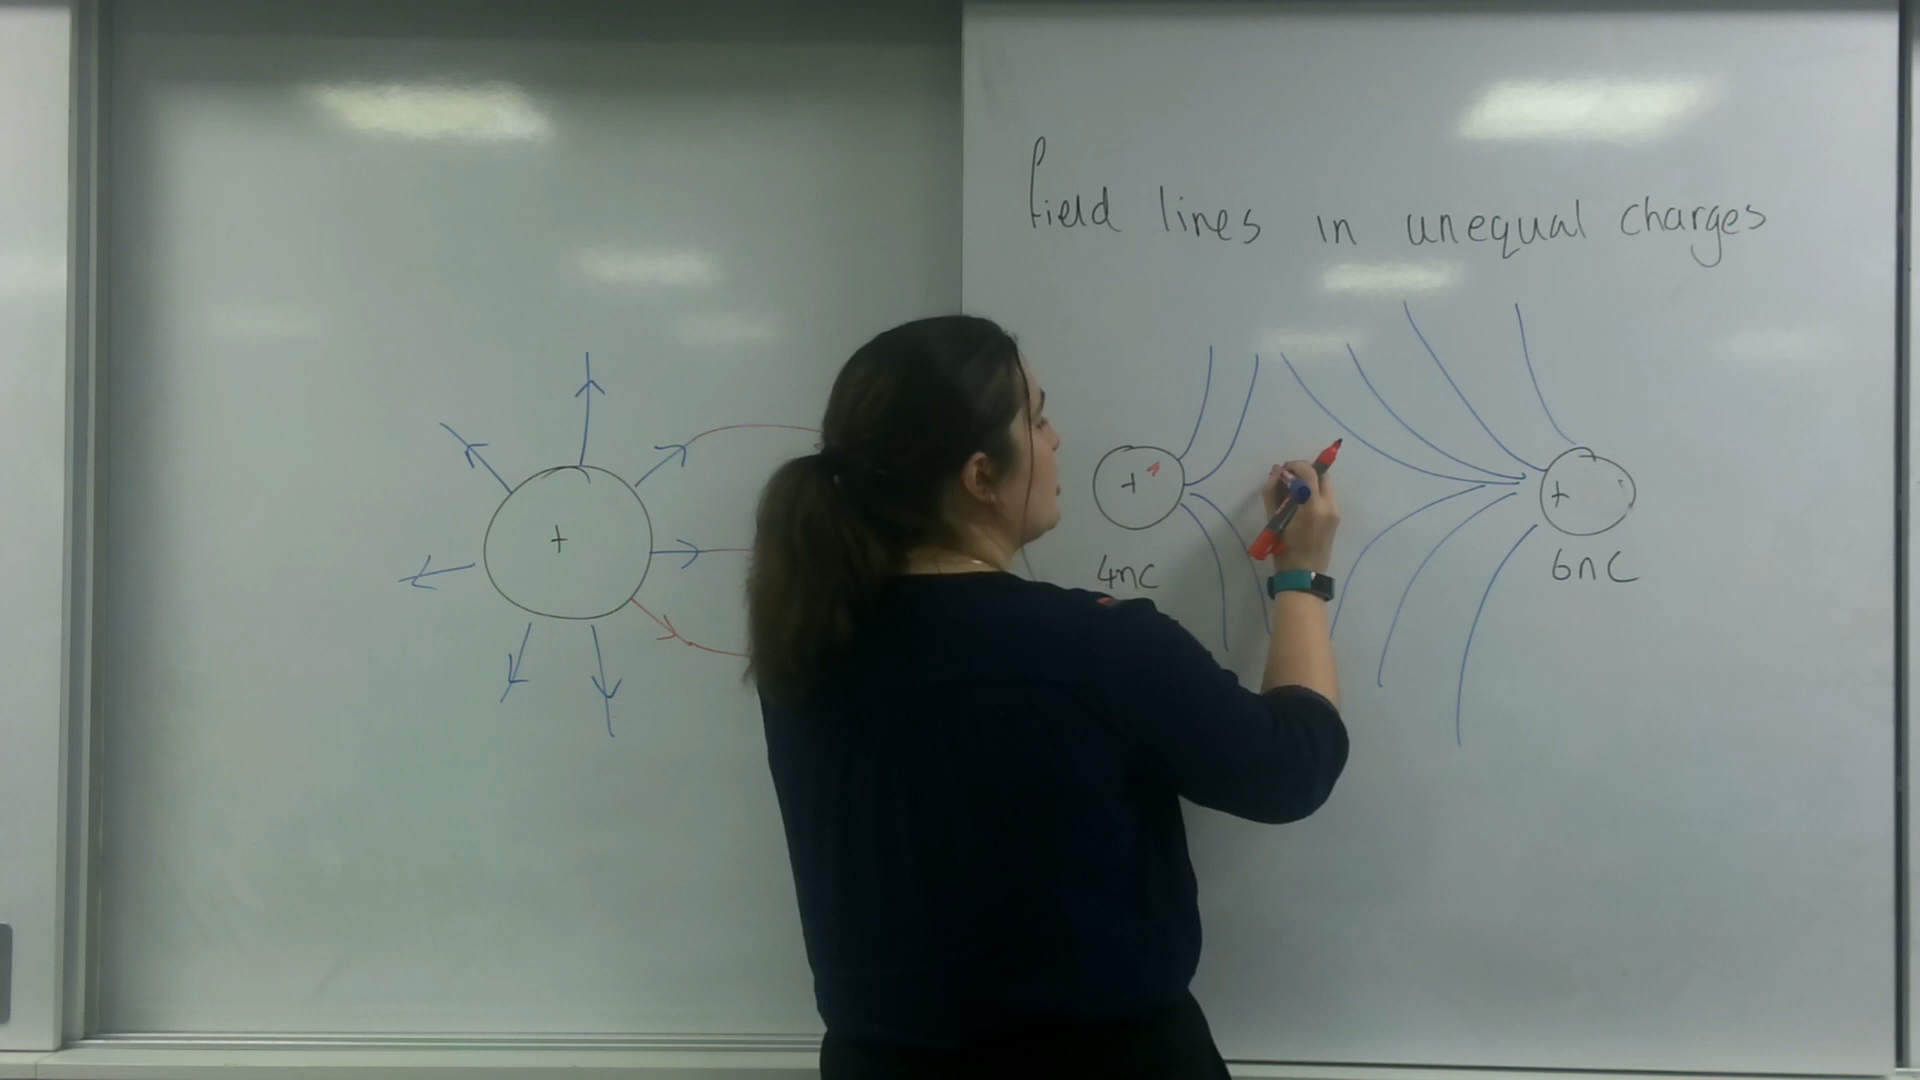 field lines in unequal charges
+
+
+
4nC
6nC